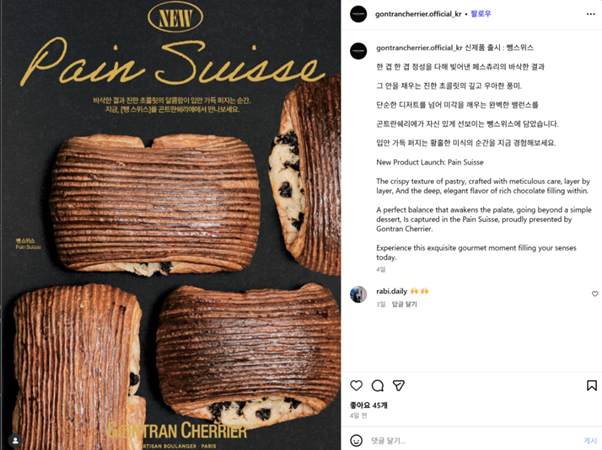 NEW
Pain Suisse
바삭한 결과 진한 초콜릿의 달콤함이 입안 가득 퍼지는 순간.
지금, [뺑 스위스]를 곤트란쉐리에에서 만나보세요.
뺑스위스
Pain Suisse
GONTRAN CHERRIER
ARTISAN BOULANGER · PARIS
gontrancherrier.official_kr • 팔로우
gontrancherrier.official_kr 신제품 출시 : 뺑스위스
한 겹 한 겹 정성을 다해 빚어낸 페스츄리의 바삭한 결과
그 안을 채우는 진한 초콜릿의 깊고 우아한 풍미.
단순한 디저트를 넘어 미각을 깨우는 완벽한 밸런스를
곤트란쉐리에가 자신 있게 선보이는 뺑스위스에 담았습니다.
입안 가득 퍼지는 황홀한 미식의 순간을 지금 경험해보세요.
New Product Launch: Pain Suisse
The crispy texture of pastry, crafted with meticulous care, layer by
layer, And the deep, elegant flavor of rich chocolate filling within.
A perfect balance that awakens the palate, going beyond a simple
dessert, Is captured in the Pain Suisse, proudly presented by
Gontran Cherrier.
Experience this exquisite gourmet moment filling your senses
today.
4일
rabi.daily 🙌 🙌
3일 답글 달기
좋아요 45개
4일 전
댓글 달기...
게시